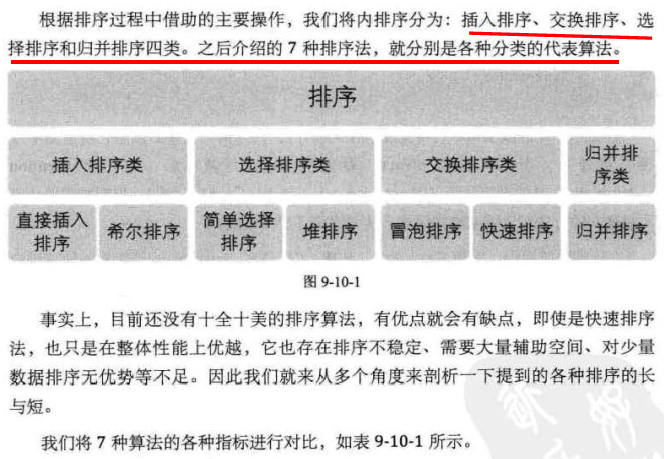 根据排序过程中借助的主要操作，我们将内排序分为：插入排序、交换排序、选
择排序和归并排序四类。之后介绍的 7 种排序法，就分别是各种分类的代表算法。
排序
插入排序类 选择排序类 交换排序类 归并排
序类
直接插入
排序 希尔排序 简单选择
排序 堆排序 冒泡排序 快速排序 归并排序
图 9-10-1
事实上，目前还没有十全十美的排序算法，有优点就会有缺点，即使是快速排序
法，也只是在整体性能上优越，它也存在排序不稳定、需要大量辅助空间、对少量
数据排序无优势等不足。因此我们就来从多个角度来剖析一下提到的各种排序的长
与短。
我们将 7 种算法的各种指标进行对比，如表 9-10-1 所示。